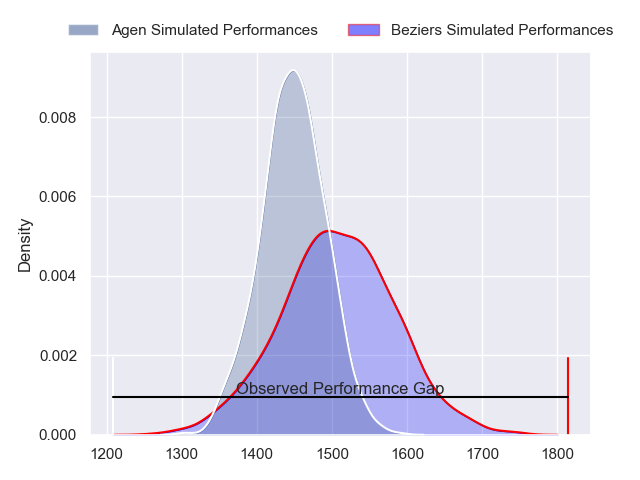 Agen Simulated Performances
Beziers Simulated Performances
Density
0.008
0.006
0.004
0.002
0.000
Observed Performance Gap
1200 1300 1400 1500 1600 1700 1800